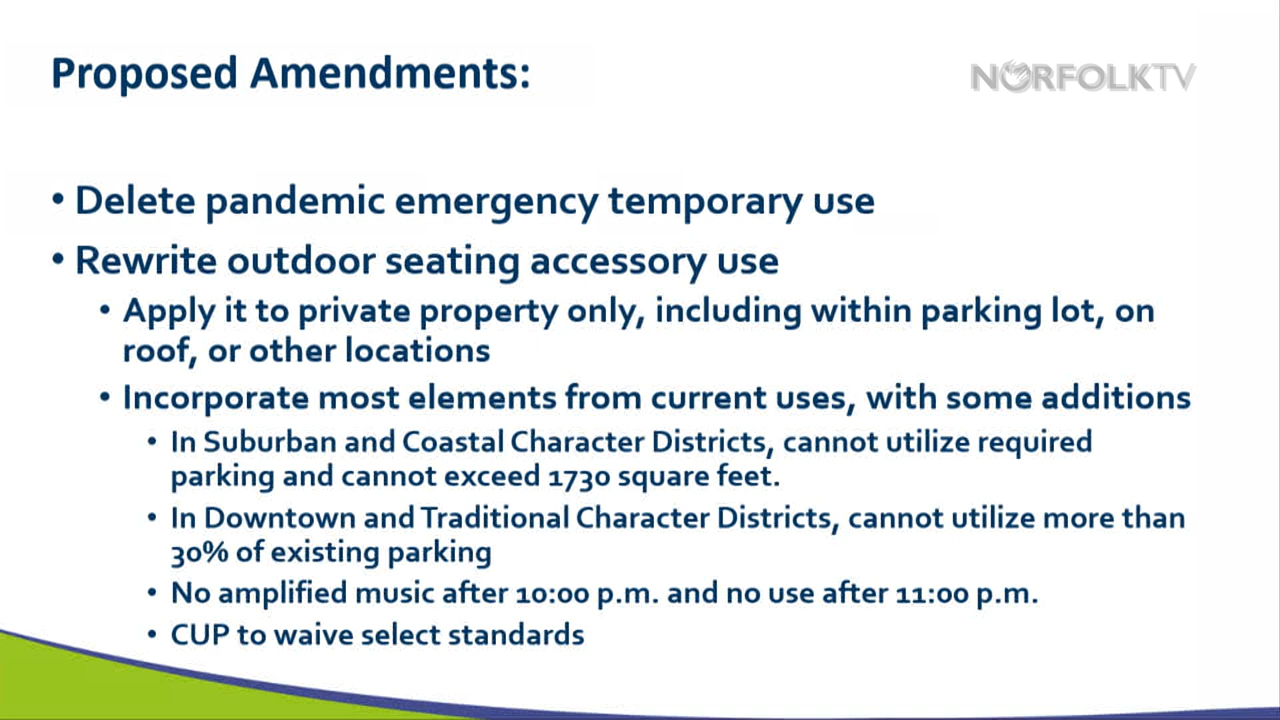 Proposed Amendments:
NORFOLKTV
• Delete pandemic emergency temporary use
• Rewrite outdoor seating accessory use
• Apply it to private property only, including within parking lot, on
roof, or other locations
• Incorporate most elements from current uses, with some additions
• In Suburban and Coastal Character Districts, cannot utilize required
parking and cannot exceed 1730 square feet.
• In Downtown and Traditional Character Districts, cannot utilize more than
30% of existing parking
• No amplified music after 10:00 p.m. and no use after 11:00 p.m.
• CUP to waive select standards